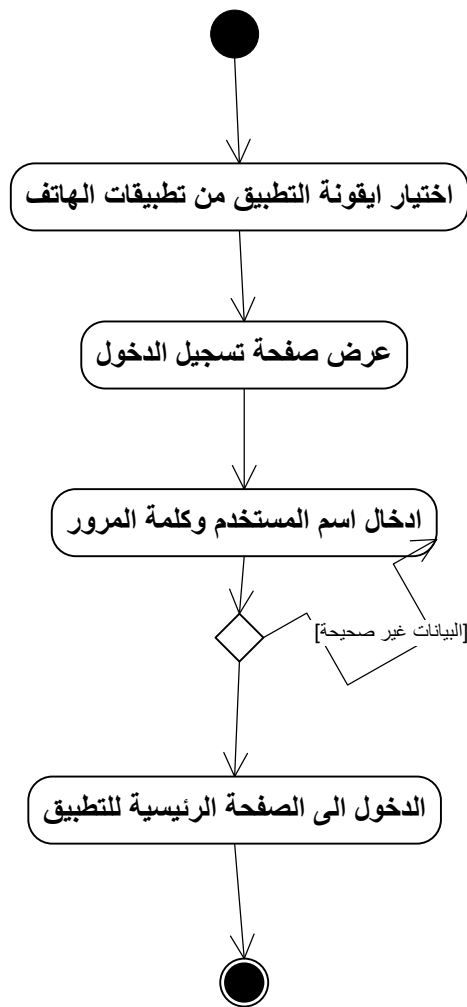 اختيار ايقونة التطبيق من تطبيقات الهاتف
عرض صفحة تسجيل الدخول
ادخال اسم المستخدم وكلمة المرور
[البيانات غير صحيحة]
الدخول الى الصفحة الرئيسية للتطبيق